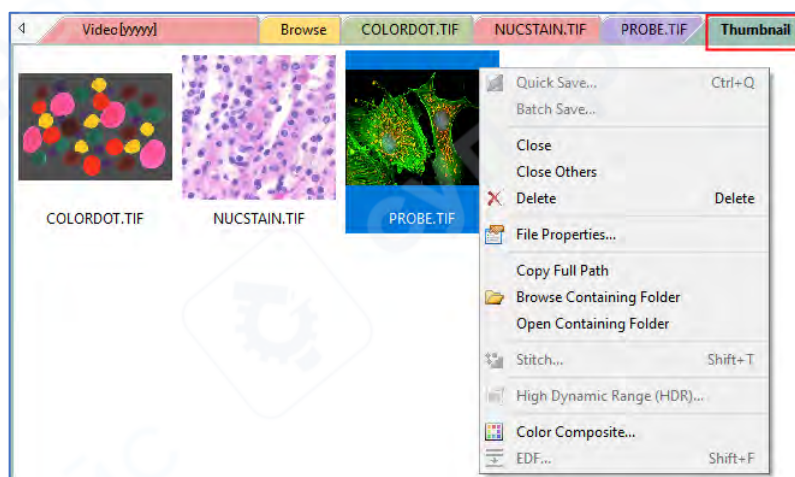 Video[yyyyy] Browse COLORDOT.TIF NUCSTAIN.TIF PROBE.TIF Thumbnail
COLORDOT.TIF NUCSTAIN.TIF PROBE.TIF
Quick Save... Ctrl+Q
Batch Save...
Close
Close Others
Delete Delete
File Properties...
Copy Full Path
Browse Containing Folder
Open Containing Folder
Stitch... Shift+T
High Dynamic Range (HDR)...
Color Composite...
EDF... Shift+F